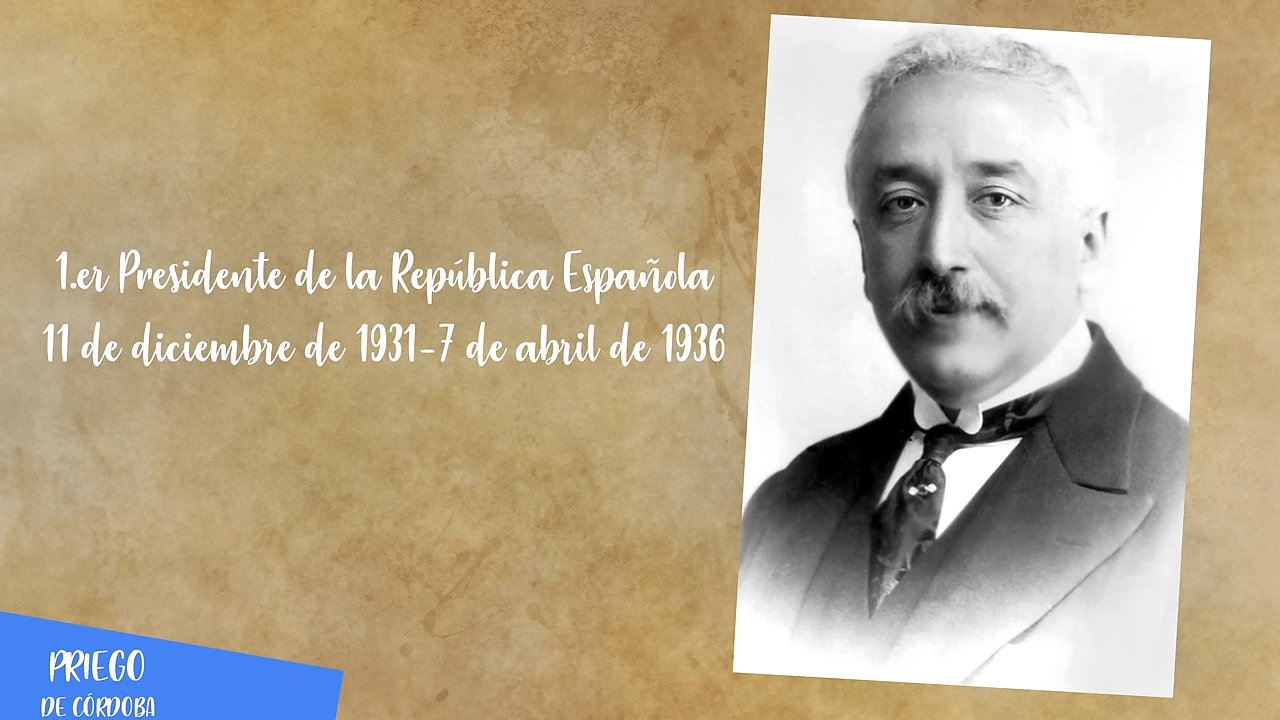 1.er Presidente de la República Española
11 de diciembre de 1931-7 de abril de 1936
PRIEGO
DE CÓRDOBA